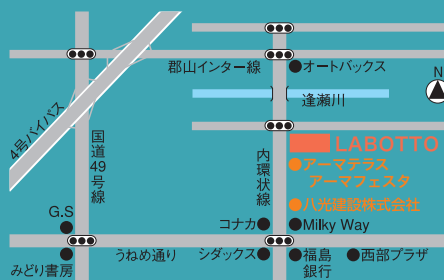 郡山インター線
オートバックス
N
逢瀬川
4号バイパス
国道49号線
内環状線
LABOTTO
アーマテラス
アーマフェスタ
八光建設株式会社
G.S
コナカ
Milky Way
みどり書房
うねめ通り
シダックス
福島
銀行
西部プラザ